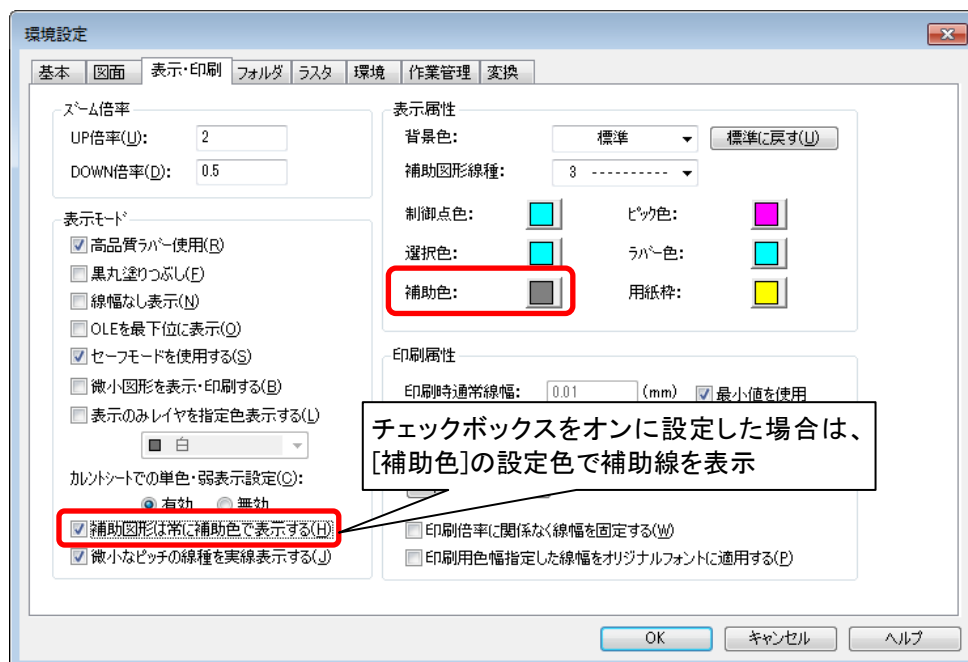 環境設定
基本 図面 表示・印刷 フォルダ ラスタ 環境 作業管理 変換
ズーム倍率
UP倍率(U): 2
DOWN倍率(D): 0.5
表示モード
高品質ラバー使用(R)
黒丸塗りつぶし(F)
線幅なし表示(N)
OLEを最下位に表示(O)
セーフモードを使用する(S)
微小図形を表示・印刷する(B)
表示のみレイヤを指定色表示する(L)
白
カレントシートでの単色・弱表示設定(C):
有効 無効
補助図形は常に補助色で表示する(H)
微小なピッチの線種を実線表示する(J)
表示属性
背景色: 標準 標準に戻す(U)
補助図形線種: 3 ----------
制御点色: ピック色:
選択色: ラバー色:
補助色: 用紙枠:
印刷属性
印刷時通常線幅: 0.01 (mm) 最小値を使用
チェックボックスをオンに設定した場合は、
[補助色]の設定色で補助線を表示
印刷倍率に関係なく線幅を固定する(W)
印刷用色幅指定した線幅をオリジナルフォントに適用する(P)
OK キャンセル ヘルプ